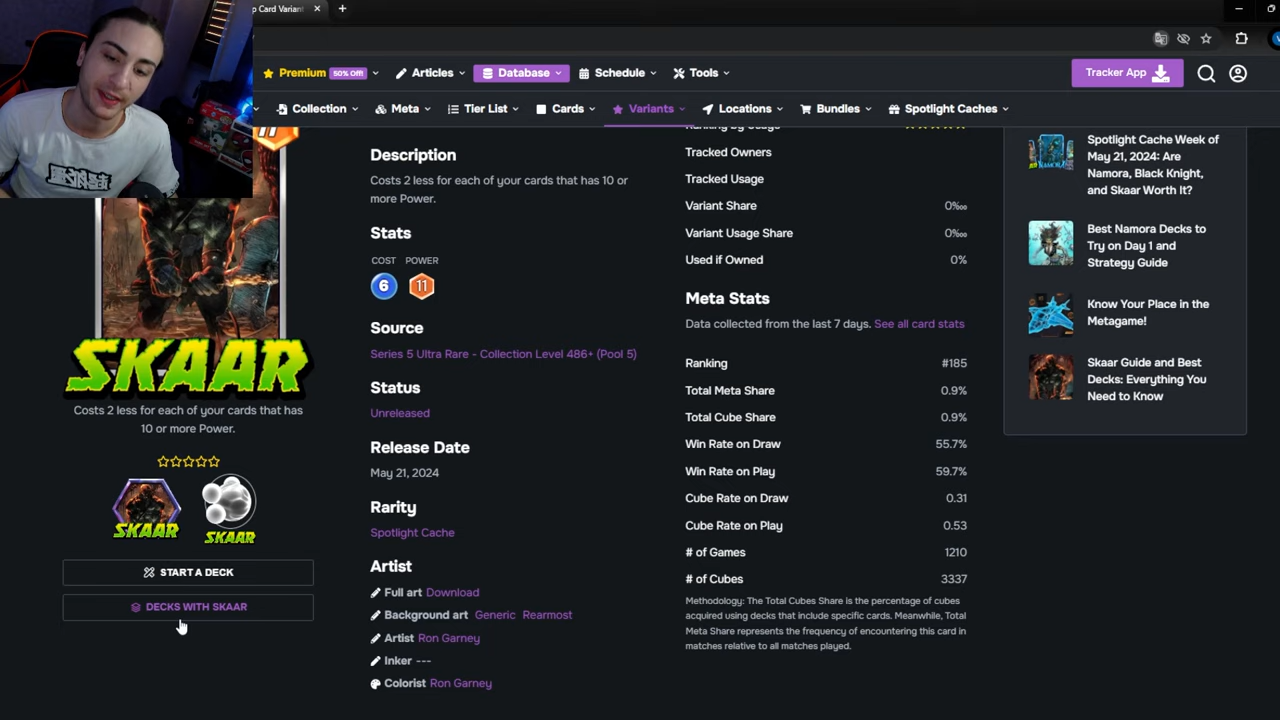 p Card Varian
Premium 50% Off!
Articles
Database
Schedule
Tools
Tracker App
Collection
Meta
Tier List
Cards
Variants
Locations
Bundles
Spotlight Caches
SKAAR
Costs 2 less for each of your cards that has
10 or more Power.
SKAAR
SKAAR
START A DECK
DECKS WITH SKAAR
Description
Costs 2 less for each of your cards that has 10 or
more Power.
Stats
COST POWER
6 11
Source
Series 5 Ultra Rare - Collection Level 486+ (Pool 5)
Status
Unreleased
Release Date
May 21, 2024
Rarity
Spotlight Cache
Artist
Full art Download
Background art Generic Rearmost
Artist Ron Garney
Inker ---
Colorist Ron Garney
Ranking by Usage
Tracked Owners
Tracked Usage
Variant Share 0‱
Variant Usage Share 0‱
Used if Owned 0%
Meta Stats
Data collected from the last 7 days. See all card stats
Ranking #185
Total Meta Share 0.9%
Total Cube Share 0.9%
Win Rate on Draw 55.7%
Win Rate on Play 59.7%
Cube Rate on Draw 0.31
Cube Rate on Play 0.53
# of Games 1210
# of Cubes 3337
Methodology: The Total Cubes Share is the percentage of cubes
acquired using decks that include specific cards. Meanwhile, Total
Meta Share represents the frequency of encountering this card in
matches relative to all matches played.
Spotlight Cache Week of
May 21, 2024: Are
Namora, Black Knight,
and Skaar Worth It?
Best Namora Decks to
Try on Day 1 and
Strategy Guide
Know Your Place in the
Metagame!
Skaar Guide and Best
Decks: Everything You
Need to Know